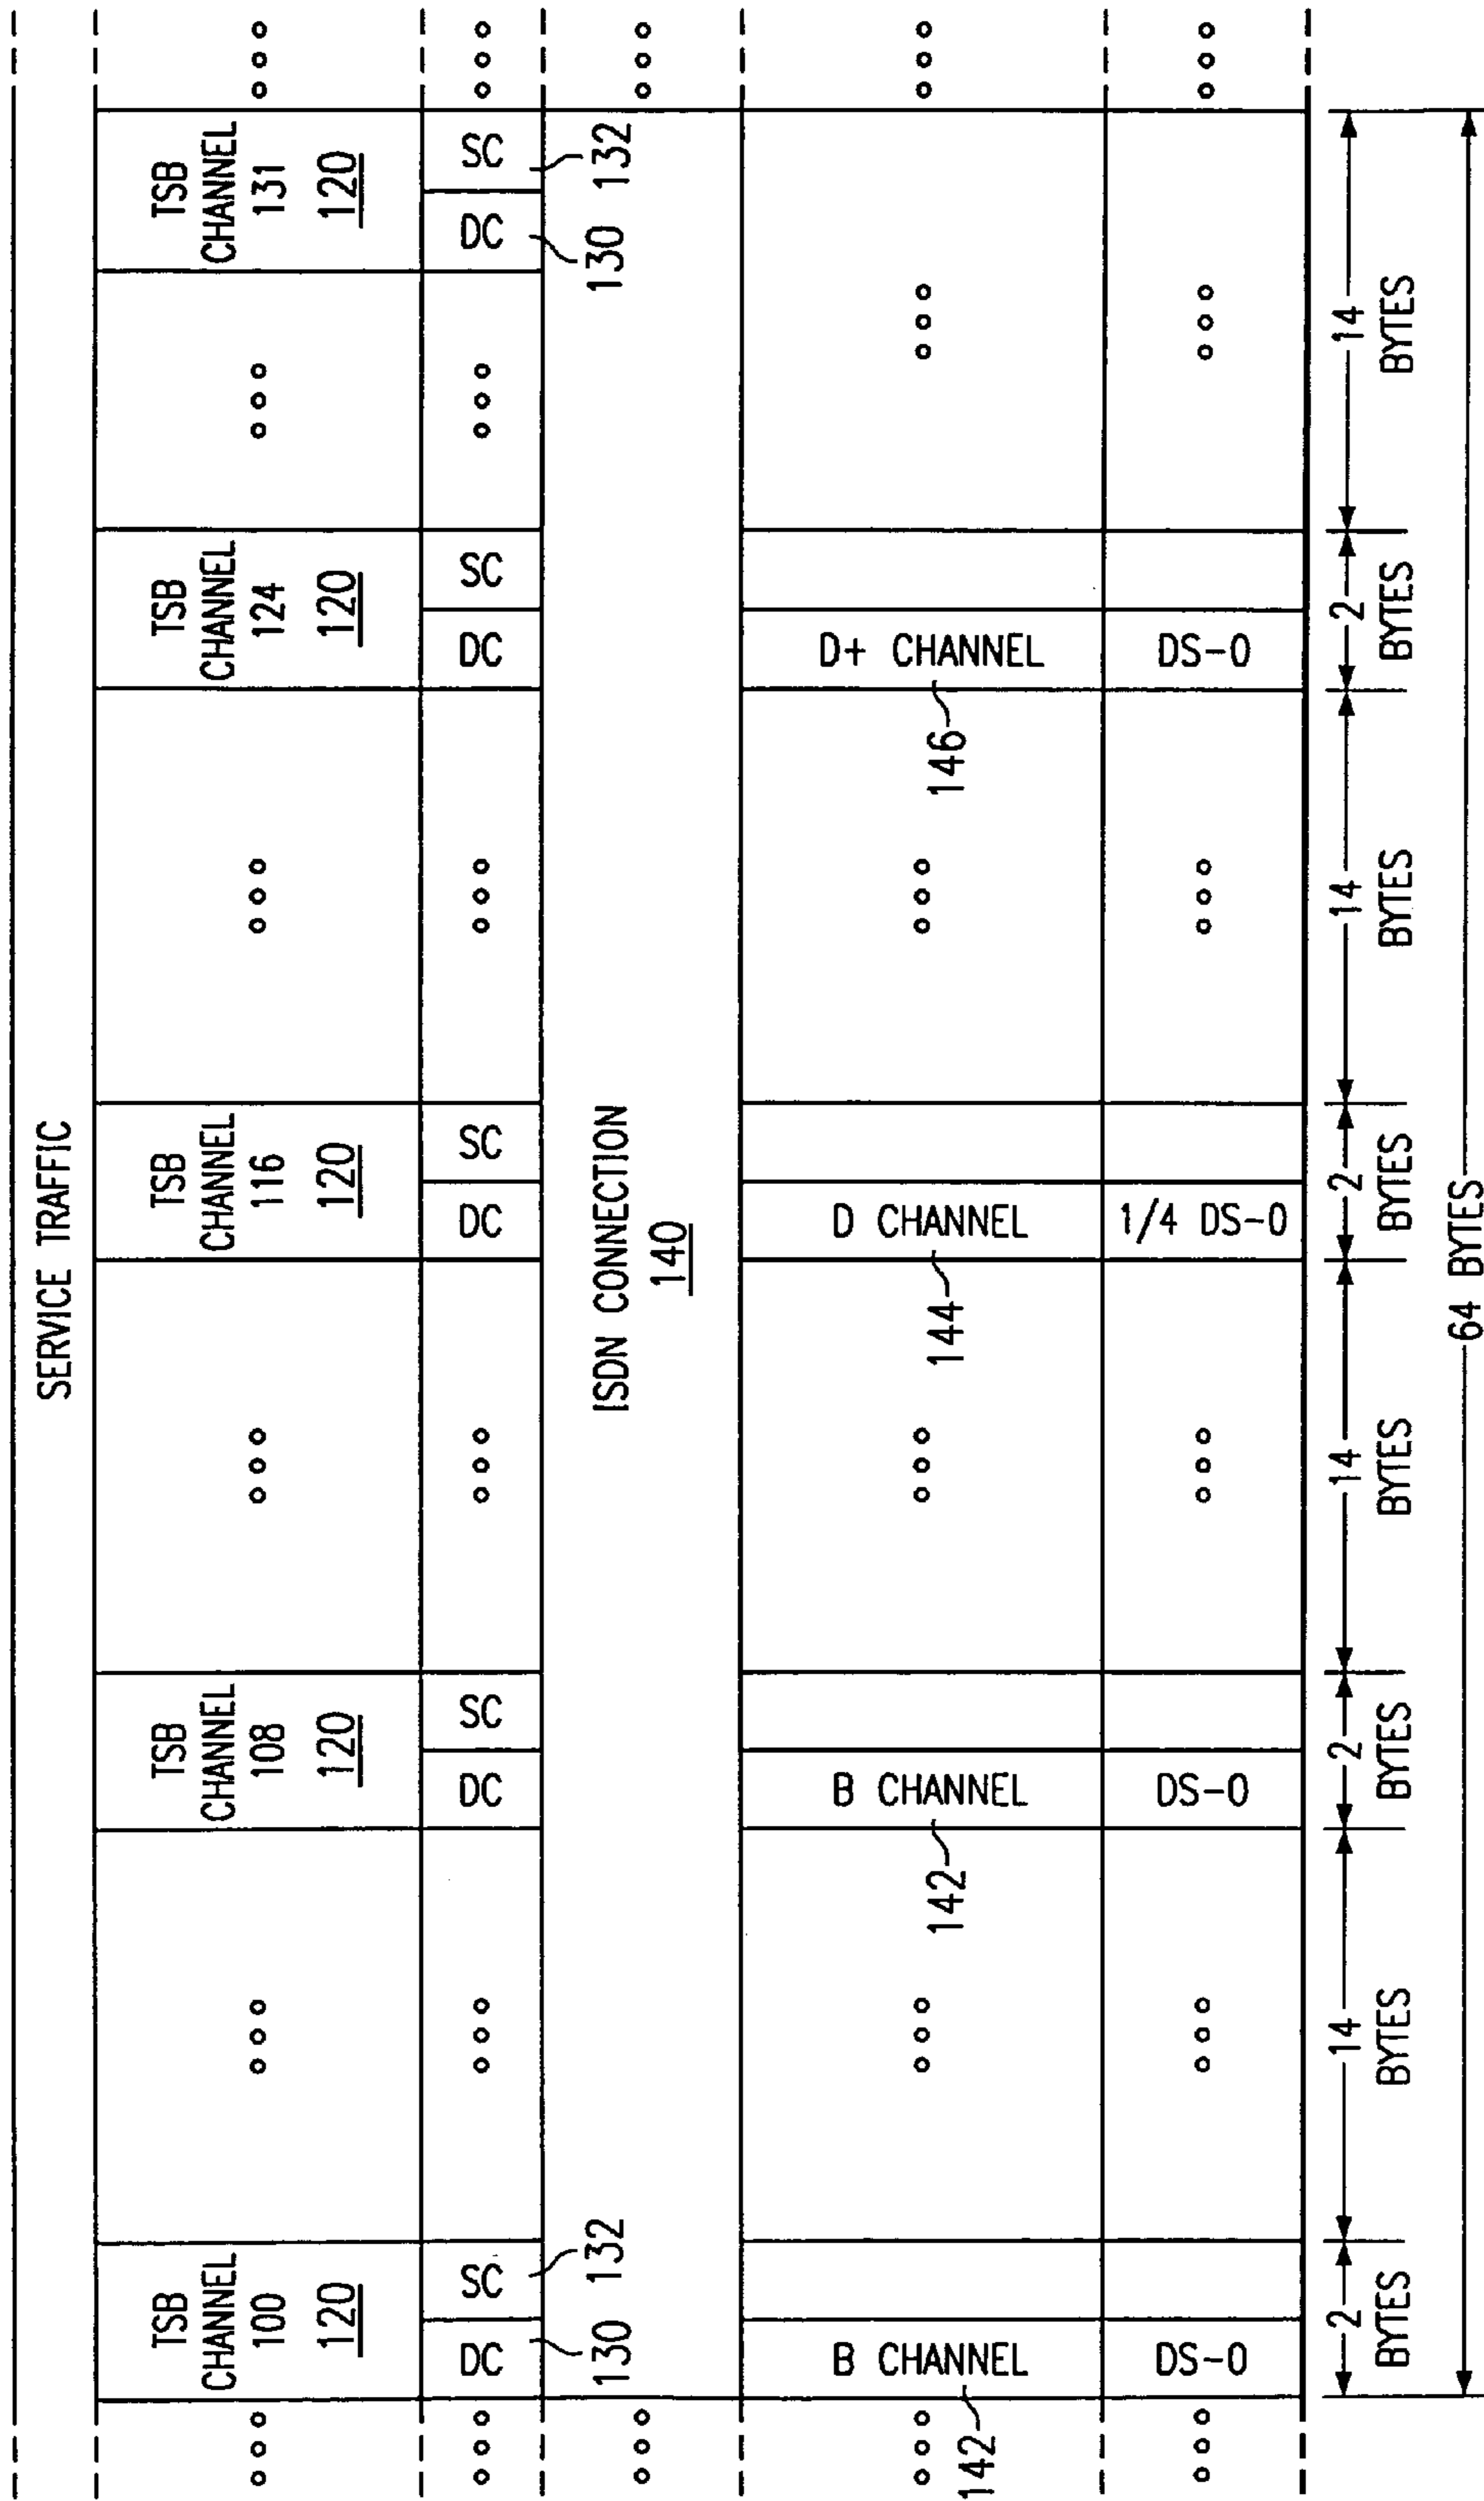 SERVICE TRAFFIC
TSB
CHANNEL
100
120
TSB
CHANNEL
108
120
TSB
CHANNEL
116
120
TSB
CHANNEL
124
120
TSB
CHANNEL
131
120
DC SC DC SC DC SC DC SC DC SC
130 132 130 132
ISDN CONNECTION
140
B CHANNEL B CHANNEL D CHANNEL D+ CHANNEL
142 142 144 146
DS-0 DS-0 1/4 DS-0 DS-0
2
BYTES
14
BYTES
2
BYTES
14
BYTES
2
BYTES
14
BYTES
2
BYTES
14
BYTES
64 BYTES